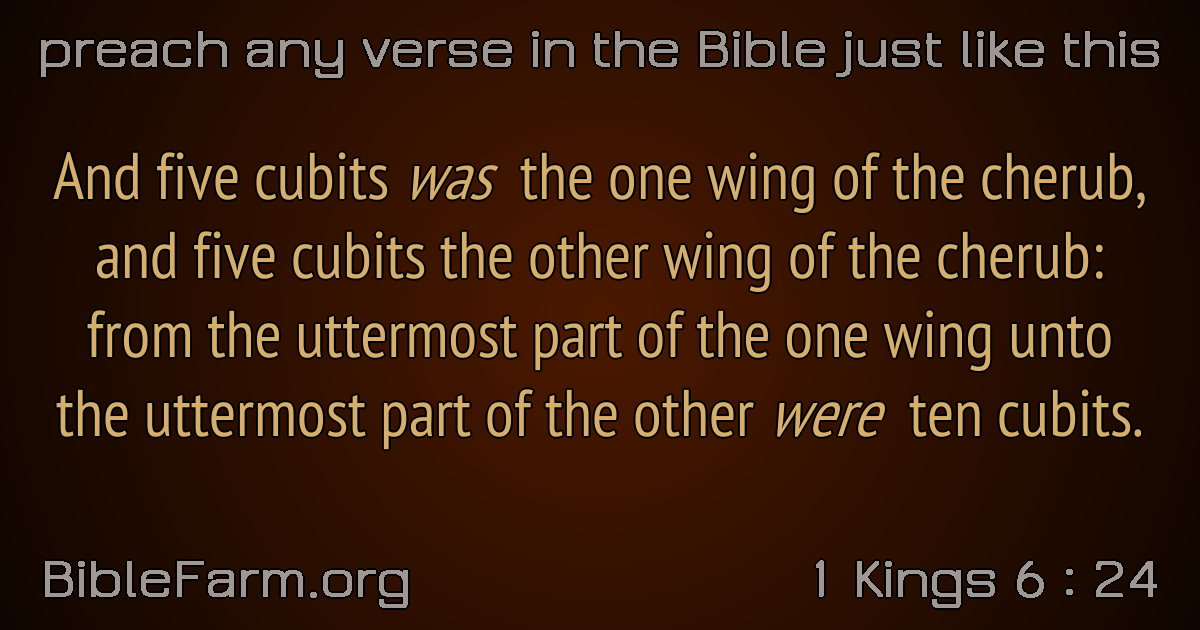 preach any verse in the Bible just like this
And five cubits was the one wing of the cherub,
and five cubits the other wing of the cherub:
from the uttermost part of the one wing unto
the uttermost part of the other were ten cubits.
BibleFarm.org
1 Kings 6 : 24